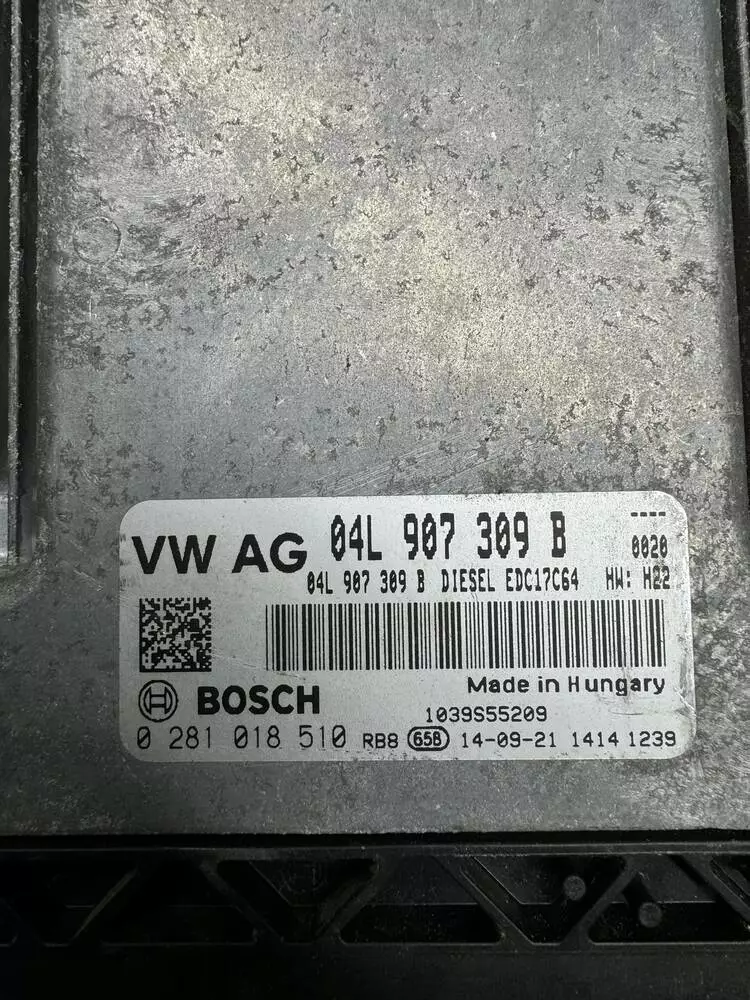 VW AG 04L 907 309 B ----
0020
04L 907 309 B DIESEL EDC17C64 HW: H22
Made in Hungary
BOSCH
1039S55209
0 281 018 510 RB8 65B 14-09-21 1414 1239